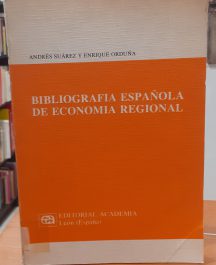 ANDRÉS SUÁREZ Y ENRIQUE ORDUÑA
BIBLIOGRAFIA ESPAÑOLA
DE ECONOMIA REGIONAL
EDITORIAL ACADEMIA
León (España)